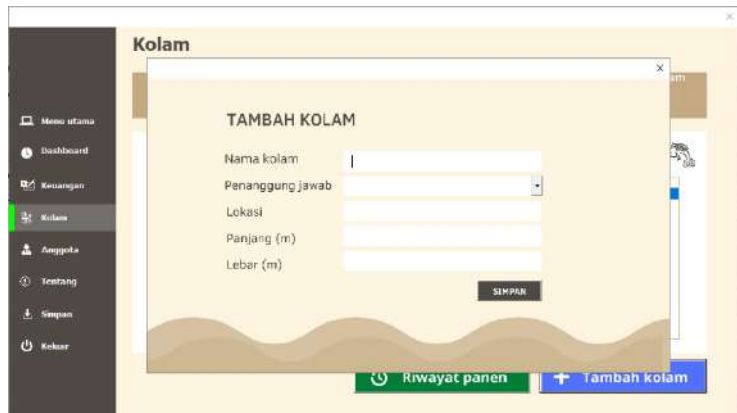 Kolam
am
Menu utama
Dashboard
Keuangan
Kolam
Anggota
Tentang
Simpan
Keluar
TAMBAH KOLAM
Nama kolam
Penanggung jawab
Lokasi
Panjang (m)
Lebar (m)
SIMPAN
Riwayat panen
Tambah kolam